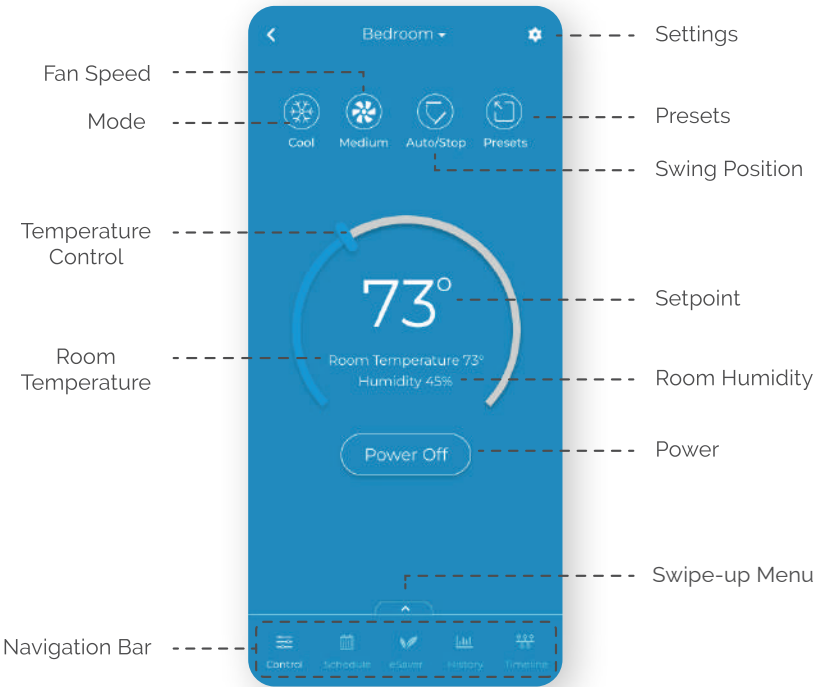 Bedroom
Settings
Fan Speed
Mode
Presets
Cool
Medium
Auto/Stop
Presets
Swing Position
Temperature
Control
73°
Setpoint
Room
Temperature
Room Temperature 73°
Humidity 45%
Room Humidity
Power Off
Power
Swipe-up Menu
Navigation Bar
Control
Schedule
eSaver
History
Timeline